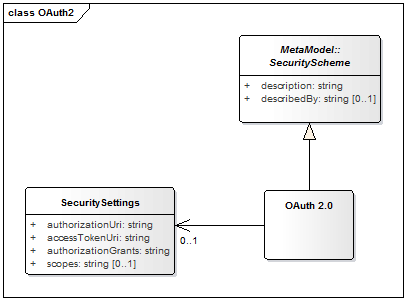 class OAuth2
MetaModel::
SecurityScheme
+ description: string
+ describedBy: string [0..1]
SecuritySettings
+ authorizationUri: string
+ accessTokenUri: string
+ authorizationGrants: string
+ scopes: string [0..1]
OAuth 2.0
0..1